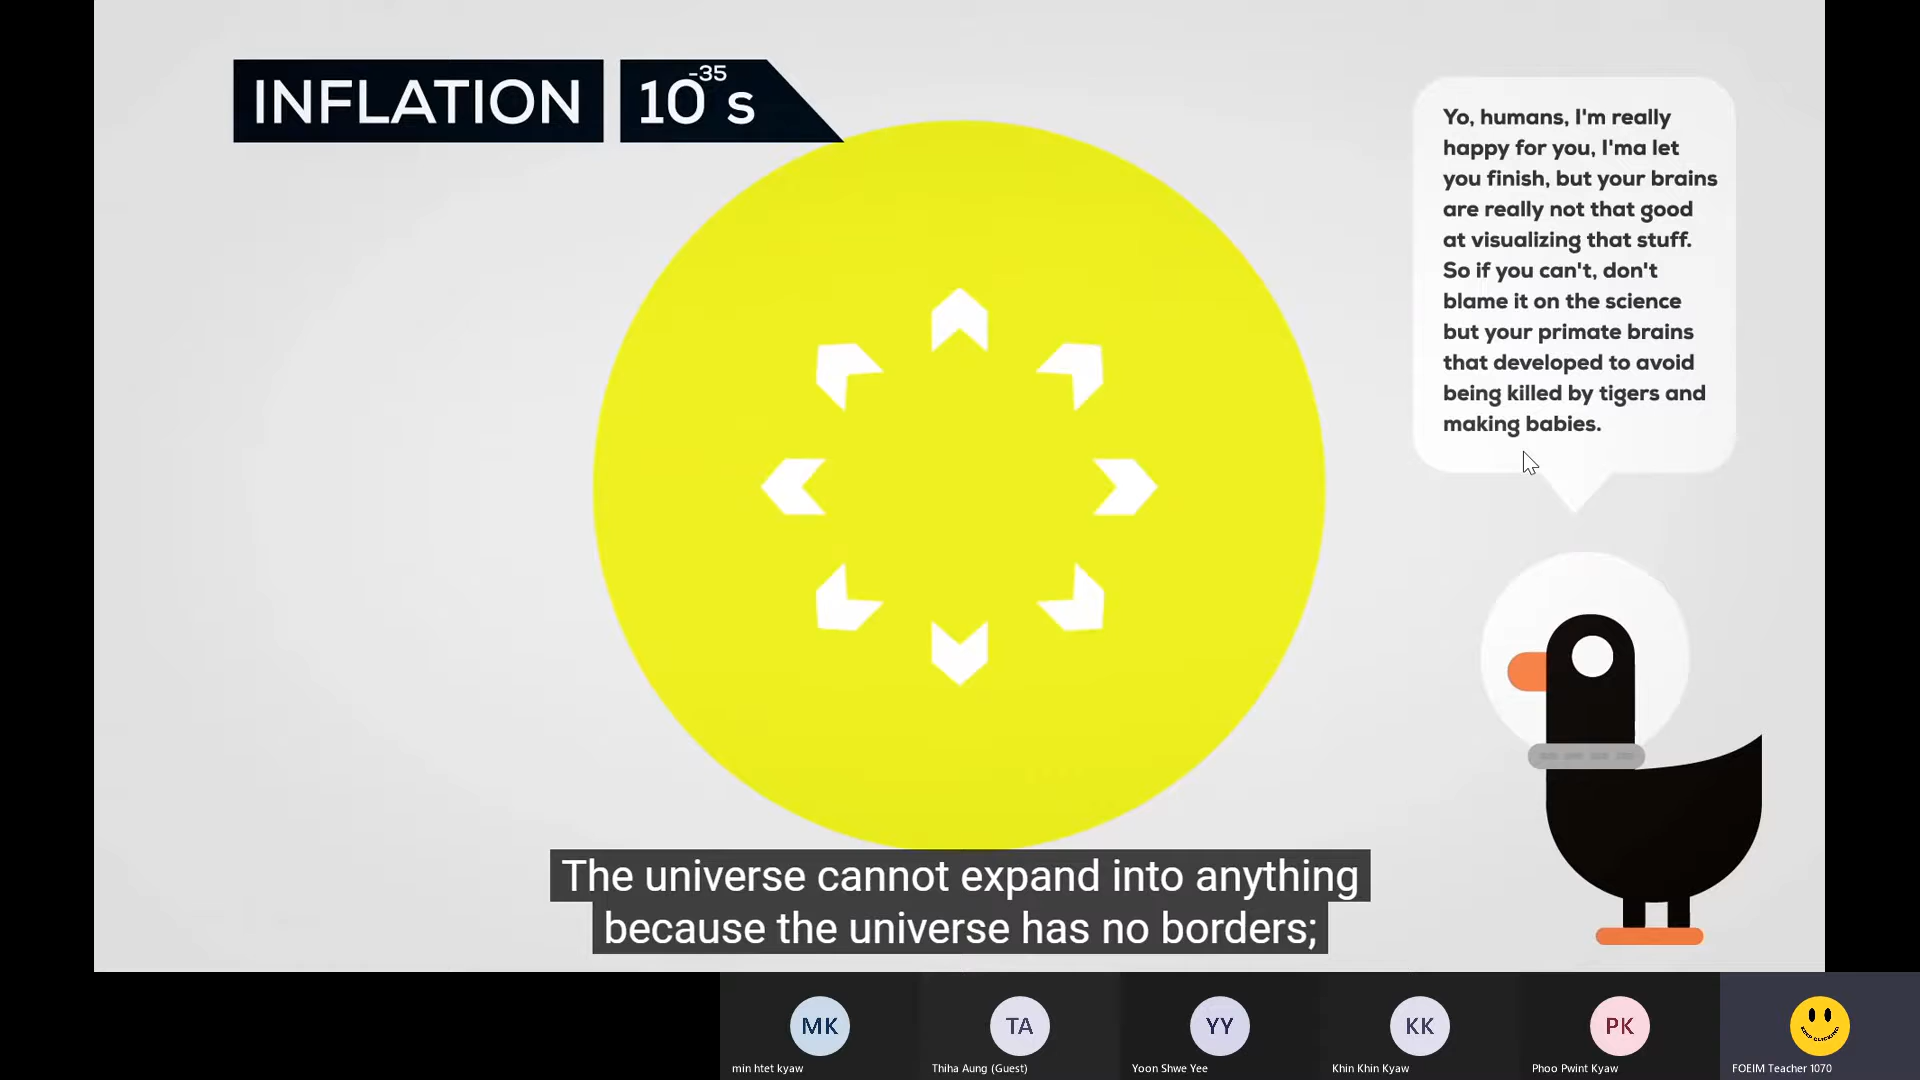 INFLATION 10⁻³⁵s
Yo, humans, I'm really
happy for you, I'ma let
you finish, but your brains
are really not that good
at visualizing that stuff.
So if you can't, don't
blame it on the science
but your primate brains
that developed to avoid
being killed by tigers and
making babies.
The universe cannot expand into anything
because the universe has no borders;
MK TA YY KK PK
min htet kyaw Thiha Aung (Guest) Yoon Shwe Yee Khin Khin Kyaw Phoo Pwint Kyaw FOEIM Teacher 1070